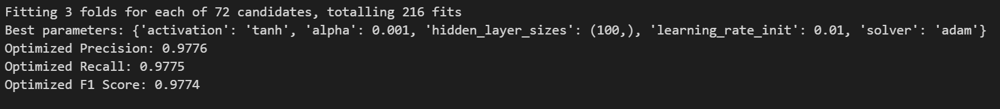 Fitting 3 folds for each of 72 candidates, totalling 216 fits
Best parameters: {'activation': 'tanh', 'alpha': 0.001, 'hidden_layer_sizes': (100,), 'learning_rate_init': 0.01, 'solver': 'adam'}
Optimized Precision: 0.9776
Optimized Recall: 0.9775
Optimized F1 Score: 0.9774